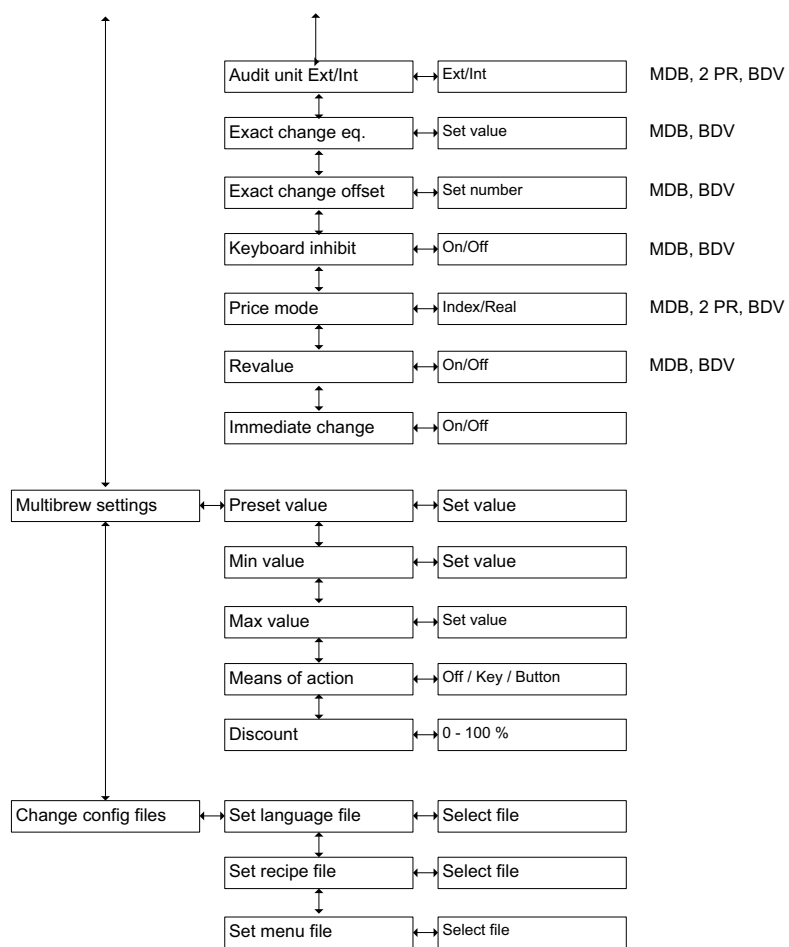 Audit unit Ext/Int Ext/Int MDB, 2 PR, BDV
Exact change eq. Set value MDB, BDV
Exact change offset Set number MDB, BDV
Keyboard inhibit On/Off MDB, BDV
Price mode Index/Real MDB, 2 PR, BDV
Revalue On/Off MDB, BDV
Immediate change On/Off
Multibrew settings Preset value Set value
Min value Set value
Max value Set value
Means of action Off / Key / Button
Discount 0 - 100 %
Change config files Set language file Select file
Set recipe file Select file
Set menu file Select file